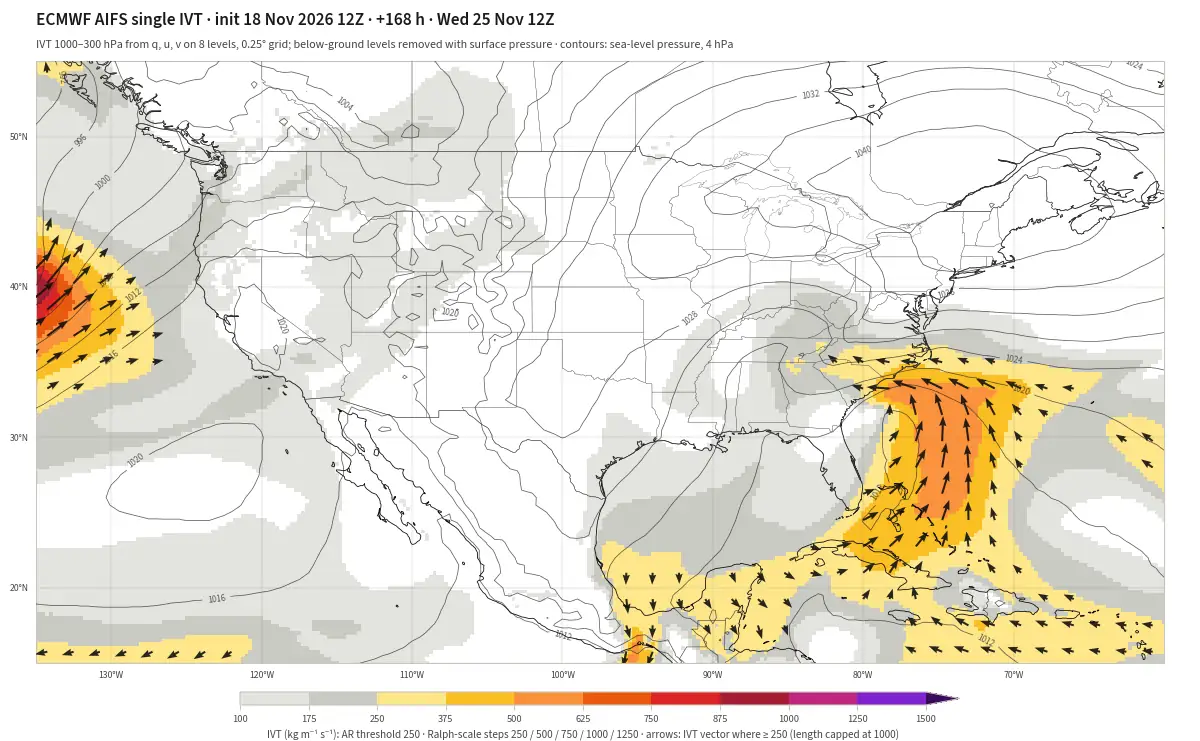 ECMWF AIFS single IVT · init 18 Nov 2026 12Z · +168 h · Wed 25 Nov 12Z
IVT 1000–300 hPa from q, u, v on 8 levels, 0.25° grid; below-ground levels removed with surface pressure · contours: sea-level pressure, 4 hPa
1024
1004
1032
50°N
996
1040
1000
40°N
1012
1020
1020
1028
1016
1024
1020
30°N
1020
20°N
1016
1012
1012
130°W
120°W
110°W
100°W
90°W
80°W
70°W
100
175
250
375
500
625
750
875
1000
1250
1500
IVT (kg m⁻¹ s⁻¹): AR threshold 250 · Ralph-scale steps 250 / 500 / 750 / 1000 / 1250 · arrows: IVT vector where ≥ 250 (length capped at 1000)